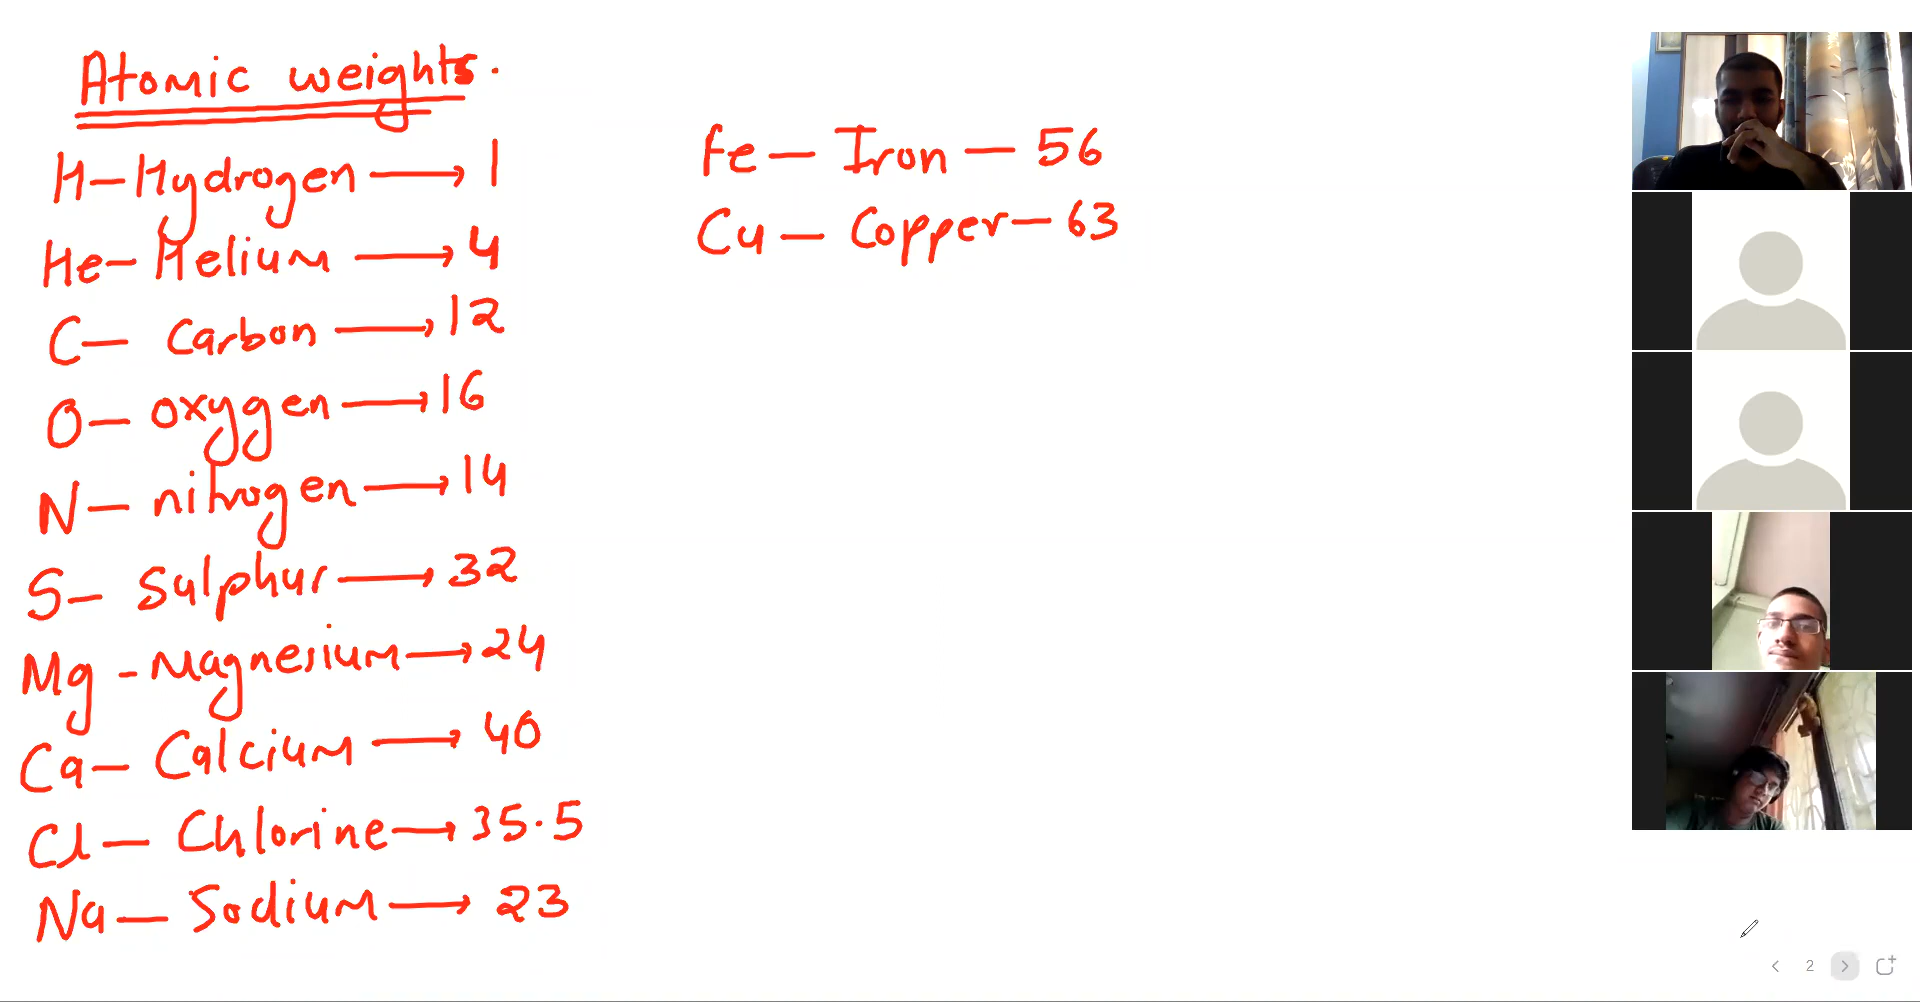 Atomic weights.
H - Hydrogen → 1
He - Helium → 4
C - Carbon → 12
O - oxygen → 16
N - nitrogen → 14
S - Sulphur → 32
Mg - Magnesium → 24
Ca - Calcium → 40
Cl - Chlorine → 35.5
Na - Sodium → 23
Fe - Iron - 56
Cu - Copper - 63
2